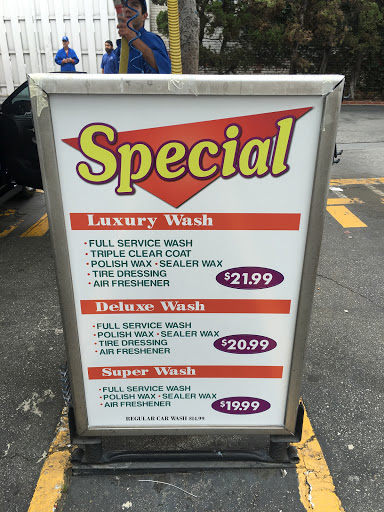 Special
Luxury Wash
• FULL SERVICE WASH
• TRIPLE CLEAR COAT
• POLISH WAX • SEALER WAX
• TIRE DRESSING
• AIR FRESHENER
$21.99
Deluxe Wash
• FULL SERVICE WASH
• POLISH WAX • SEALER WAX
• TIRE DRESSING
• AIR FRESHENER
$20.99
Super Wash
• FULL SERVICE WASH
• POLISH WAX • SEALER WAX
• AIR FRESHENER
$19.99
REGULAR CAR WASH $14.99